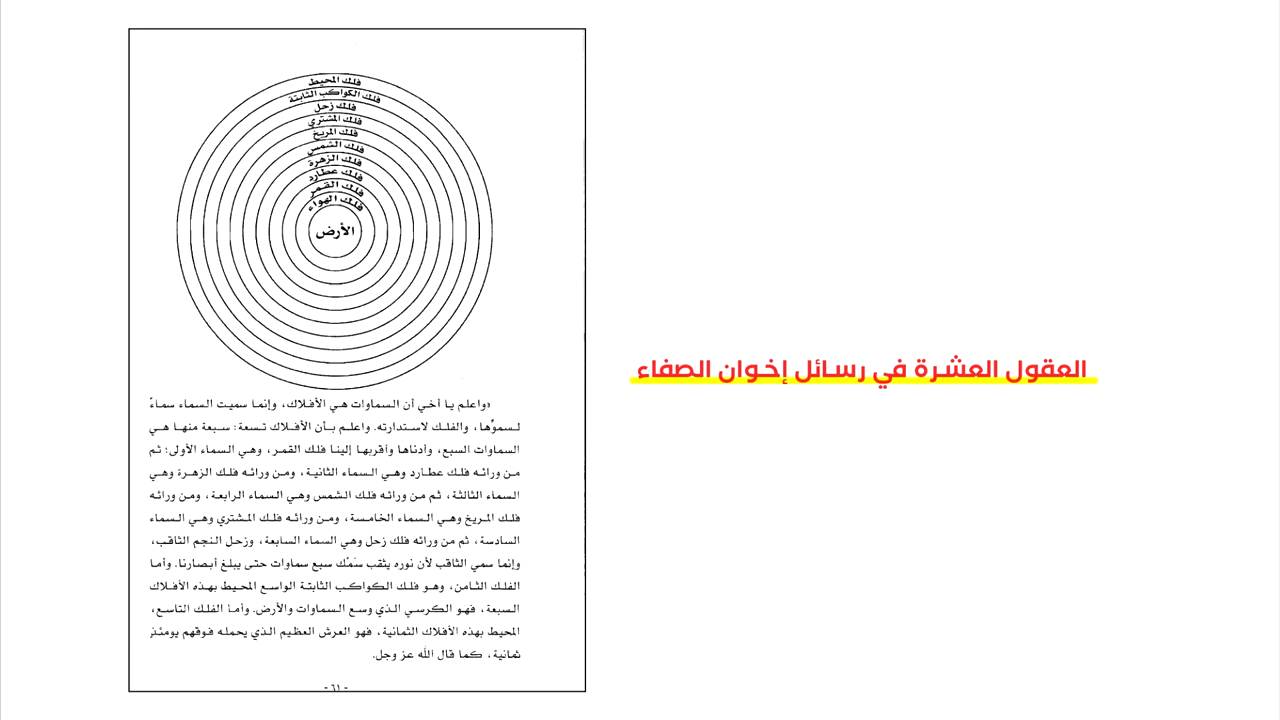 فلك المحيط
فلك الكواكب الثابتة
فلك زحل
فلك المشتري
فلك المريخ
فلك الشمس
فلك الزهرة
فلك عطارد
فلك القمر
فلك الهواء
الأرض
العقول العشرة في رسائل إخوان الصفاء
«واعلم يا أخي أن السماوات هي الأفلاك، وإنما سميت السماء سماءً
لسموِّها، والفلك لاستدارته. واعلم بأن الأفلاك تسعة: سبعة منها هي
السماوات السبع، وأدناها وأقربها إلينا فلك القمر، وهي السماء الأولى؛ ثم
من ورائه فلك عطارد وهي السماء الثانية، ومن ورائه فلك الزهرة وهي
السماء الثالثة، ثم من ورائه فلك الشمس وهي السماء الرابعة، ومن ورائه
فلك المريخ وهي السماء الخامسة، ومن ورائه فلك المشتري وهي السماء
السادسة، ثم من ورائه فلك زحل وهي السماء السابعة، وزحل النجم الثاقب،
وإنما سمي الثاقب لأن نوره يثقب سَمْك سبع سماوات حتى يبلغ أبصارنا. وأما
الفلك الثامن، وهو فلك الكواكب الثابتة الواسع المحيط بهذه الأفلاك
السبعة، فهو الكرسي الذي وسع السماوات والأرض. وأما الفلك التاسع،
المحيط بهذه الأفلاك الثمانية، فهو العرش العظيم الذي يحمله فوقهم يومئذٍ
ثمانية، كما قال الله عز وجل.
- ٦١ -